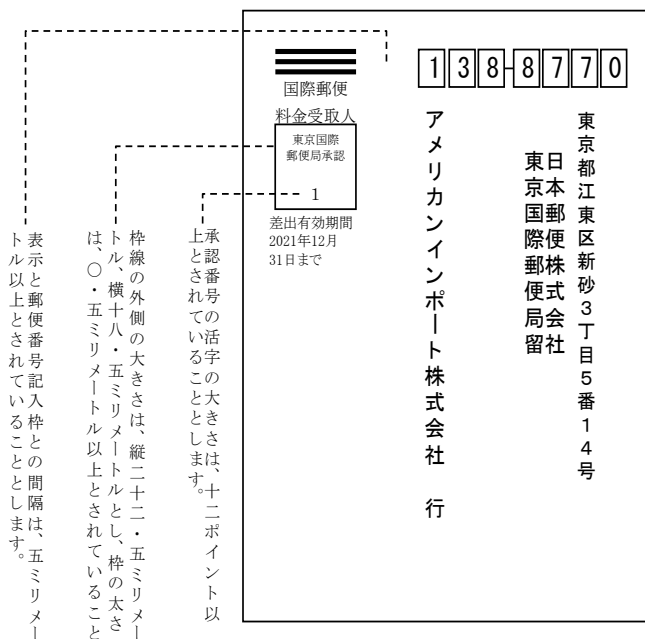 138-8770
東京都江東区新砂3丁目5番14号
日本郵便株式会社
東京国際郵便局留
アメリカンインポート株式会社　行
国際郵便
料金受取人
東京国際
郵便局承認
1
差出有効期間
2021年12月
31日まで
承認番号の活字の大きさは、十二ポイント以
上とされていることとします。
枠線の外側の大きさは、縦二十二・五ミリメー
トル、横十八・五ミリメートルとし、枠の太さ
は、〇・五ミリメートル以上とされていること
表示と郵便番号記入枠との間隔は、五ミリメー
トル以上とされていることとします。